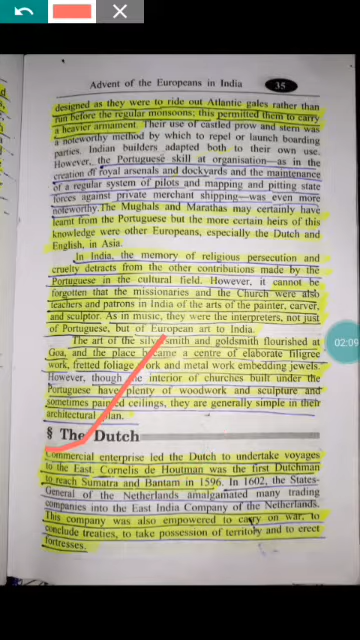 Advent of the Europeans in India 35
designed as they were to ride out Atlantic gales rather than
run before the regular monsoons; this permitted them to carry
a heavier armament. Their use of castled prow and stern was
a noteworthy method by which to repel or launch boarding
parties. Indian builders adapted both to their own use.
However, the Portuguese skill at organisation—as in the
creation of royal arsenals and dockyards and the maintenance
of a regular system of pilots and mapping and pitting state
forces against private merchant shipping—was even more
noteworthy. The Mughals and Marathas may certainly have
learnt from the Portuguese but the more certain heirs of this
knowledge were other Europeans, especially the Dutch and
English, in Asia.
In India, the memory of religious persecution and
cruelty detracts from the other contributions made by the
Portuguese in the cultural field. However, it cannot be
forgotten that the missionaries and the Church were also
teachers and patrons in India of the arts of the painter, carver,
and sculptor. As in music, they were the interpreters, not just
of Portuguese, but of European art to India.
The art of the smith and goldsmith flourished at
Goa, and the place became a centre of elaborate filigree
work, fretted foliage work and metal work embedding jewels.
However, though the interior of churches built under the
Portuguese have plenty of woodwork and sculpture and
sometimes painted ceilings, they are generally simple in their
architectural plan.
§ The Dutch
Commercial enterprise led the Dutch to undertake voyages
to the East. Cornelis de Houtman was the first Dutchman
to reach Sumatra and Bantam in 1596. In 1602, the States-
General of the Netherlands amalgamated many trading
companies into the East India Company of the Netherlands.
This company was also empowered to carry on war, to
conclude treaties, to take possession of territory and to erect
fortresses.
02:09